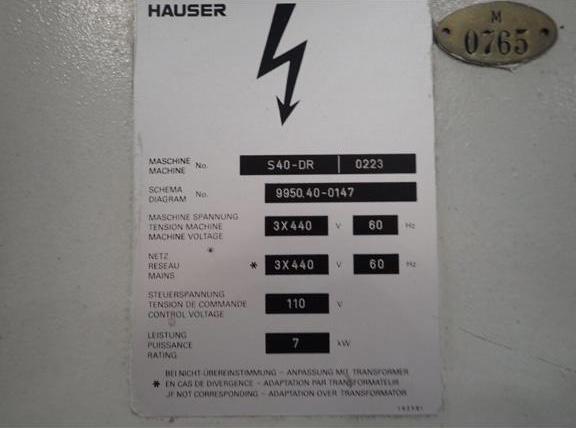 HAUSER
M
0765
MASCHINE
MACHINE No. S40-DR 0223
SCHEMA
DIAGRAM No. 9950.40-0147
MASCHINE SPANNUNG
TENSION MACHINE 3X440 V 60 Hz
MACHINE VOLTAGE
NETZ
RESEAU * 3X440 V 60 Hz
MAINS
STEUERSPANNUNG
TENSION DE COMMANDE 110 V
CONTROL VOLTAGE
LEISTUNG
PUISSANCE 7 kW
RATING
BEI NICHT-ÜBEREINSTIMMUNG – ANPASSUNG MIT TRANSFORMER
* EN CAS DE DIVERGENCE – ADAPTATION PAR TRANSFORMATEUR
JF NOT CORRESPONDING – ADAPTATION OVER TRANSFORMATOR